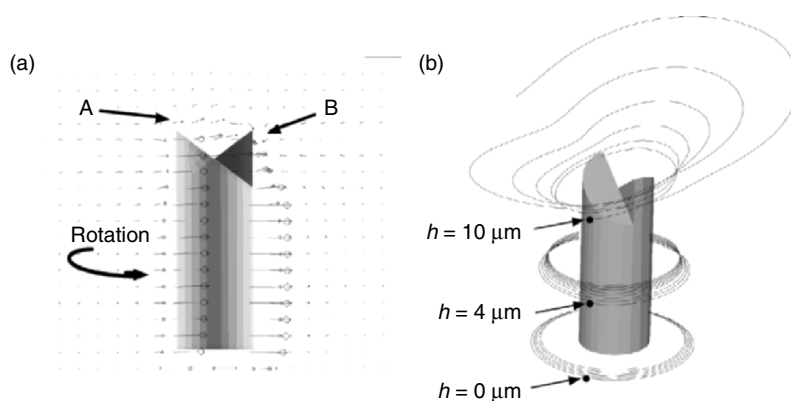 (a)
A
B
Rotation
(b)
h = 10 μm
h = 4 μm
h = 0 μm